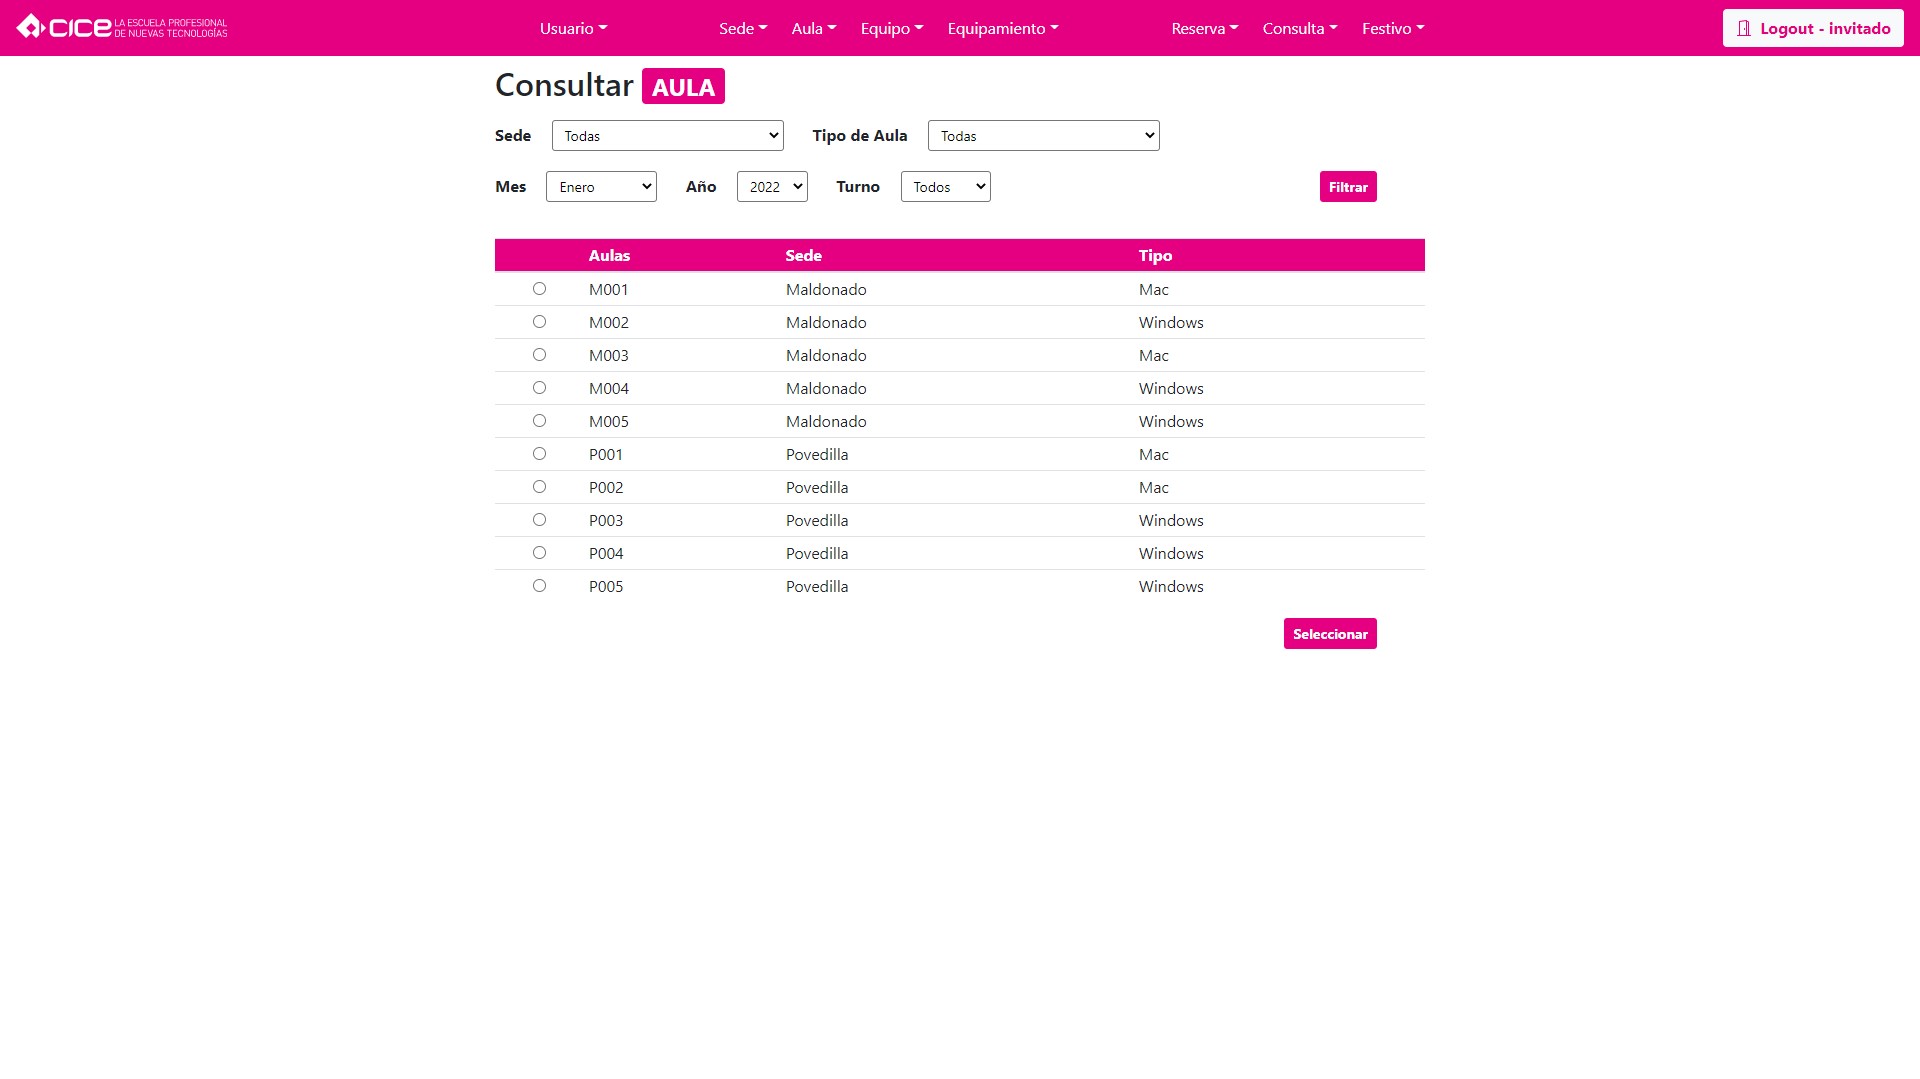 CICE LA ESCUELA PROFESIONAL
DE NUEVAS TECNOLOGÍAS
Usuario Sede Aula Equipo Equipamiento Reserva Consulta Festivo Logout - invitado
Consultar AULA
Sede Todas Tipo de Aula Todas
Mes Enero Año 2022 Turno Todos Filtrar
Aulas Sede Tipo
M001 Maldonado Mac
M002 Maldonado Windows
M003 Maldonado Mac
M004 Maldonado Windows
M005 Maldonado Windows
P001 Povedilla Mac
P002 Povedilla Mac
P003 Povedilla Windows
P004 Povedilla Windows
P005 Povedilla Windows
Seleccionar